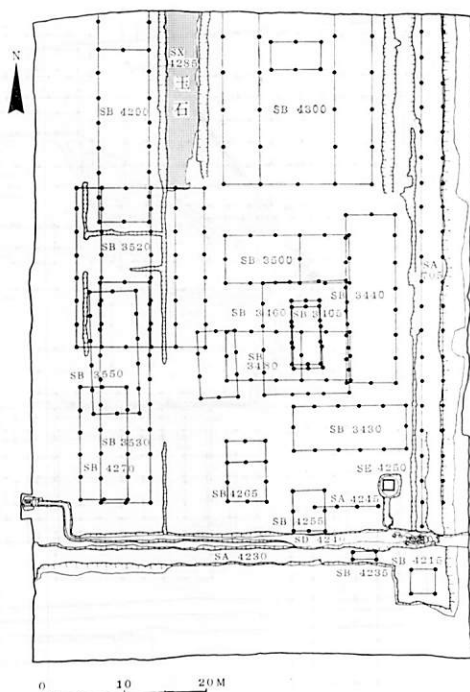 N
SX
4285
玉
石
SB 4250
SB 4300
SB 3520
SB 3500
SB 3440
SA
SB 3460
SB 3465
SB
3480
SB 3550
SB 3530
SB 3430
SB 4270
SE 4250
SB 4265
SA 4245
SB
4255
SD 4210
SA 4230
SB 4215
SB
4235
0 10 20M